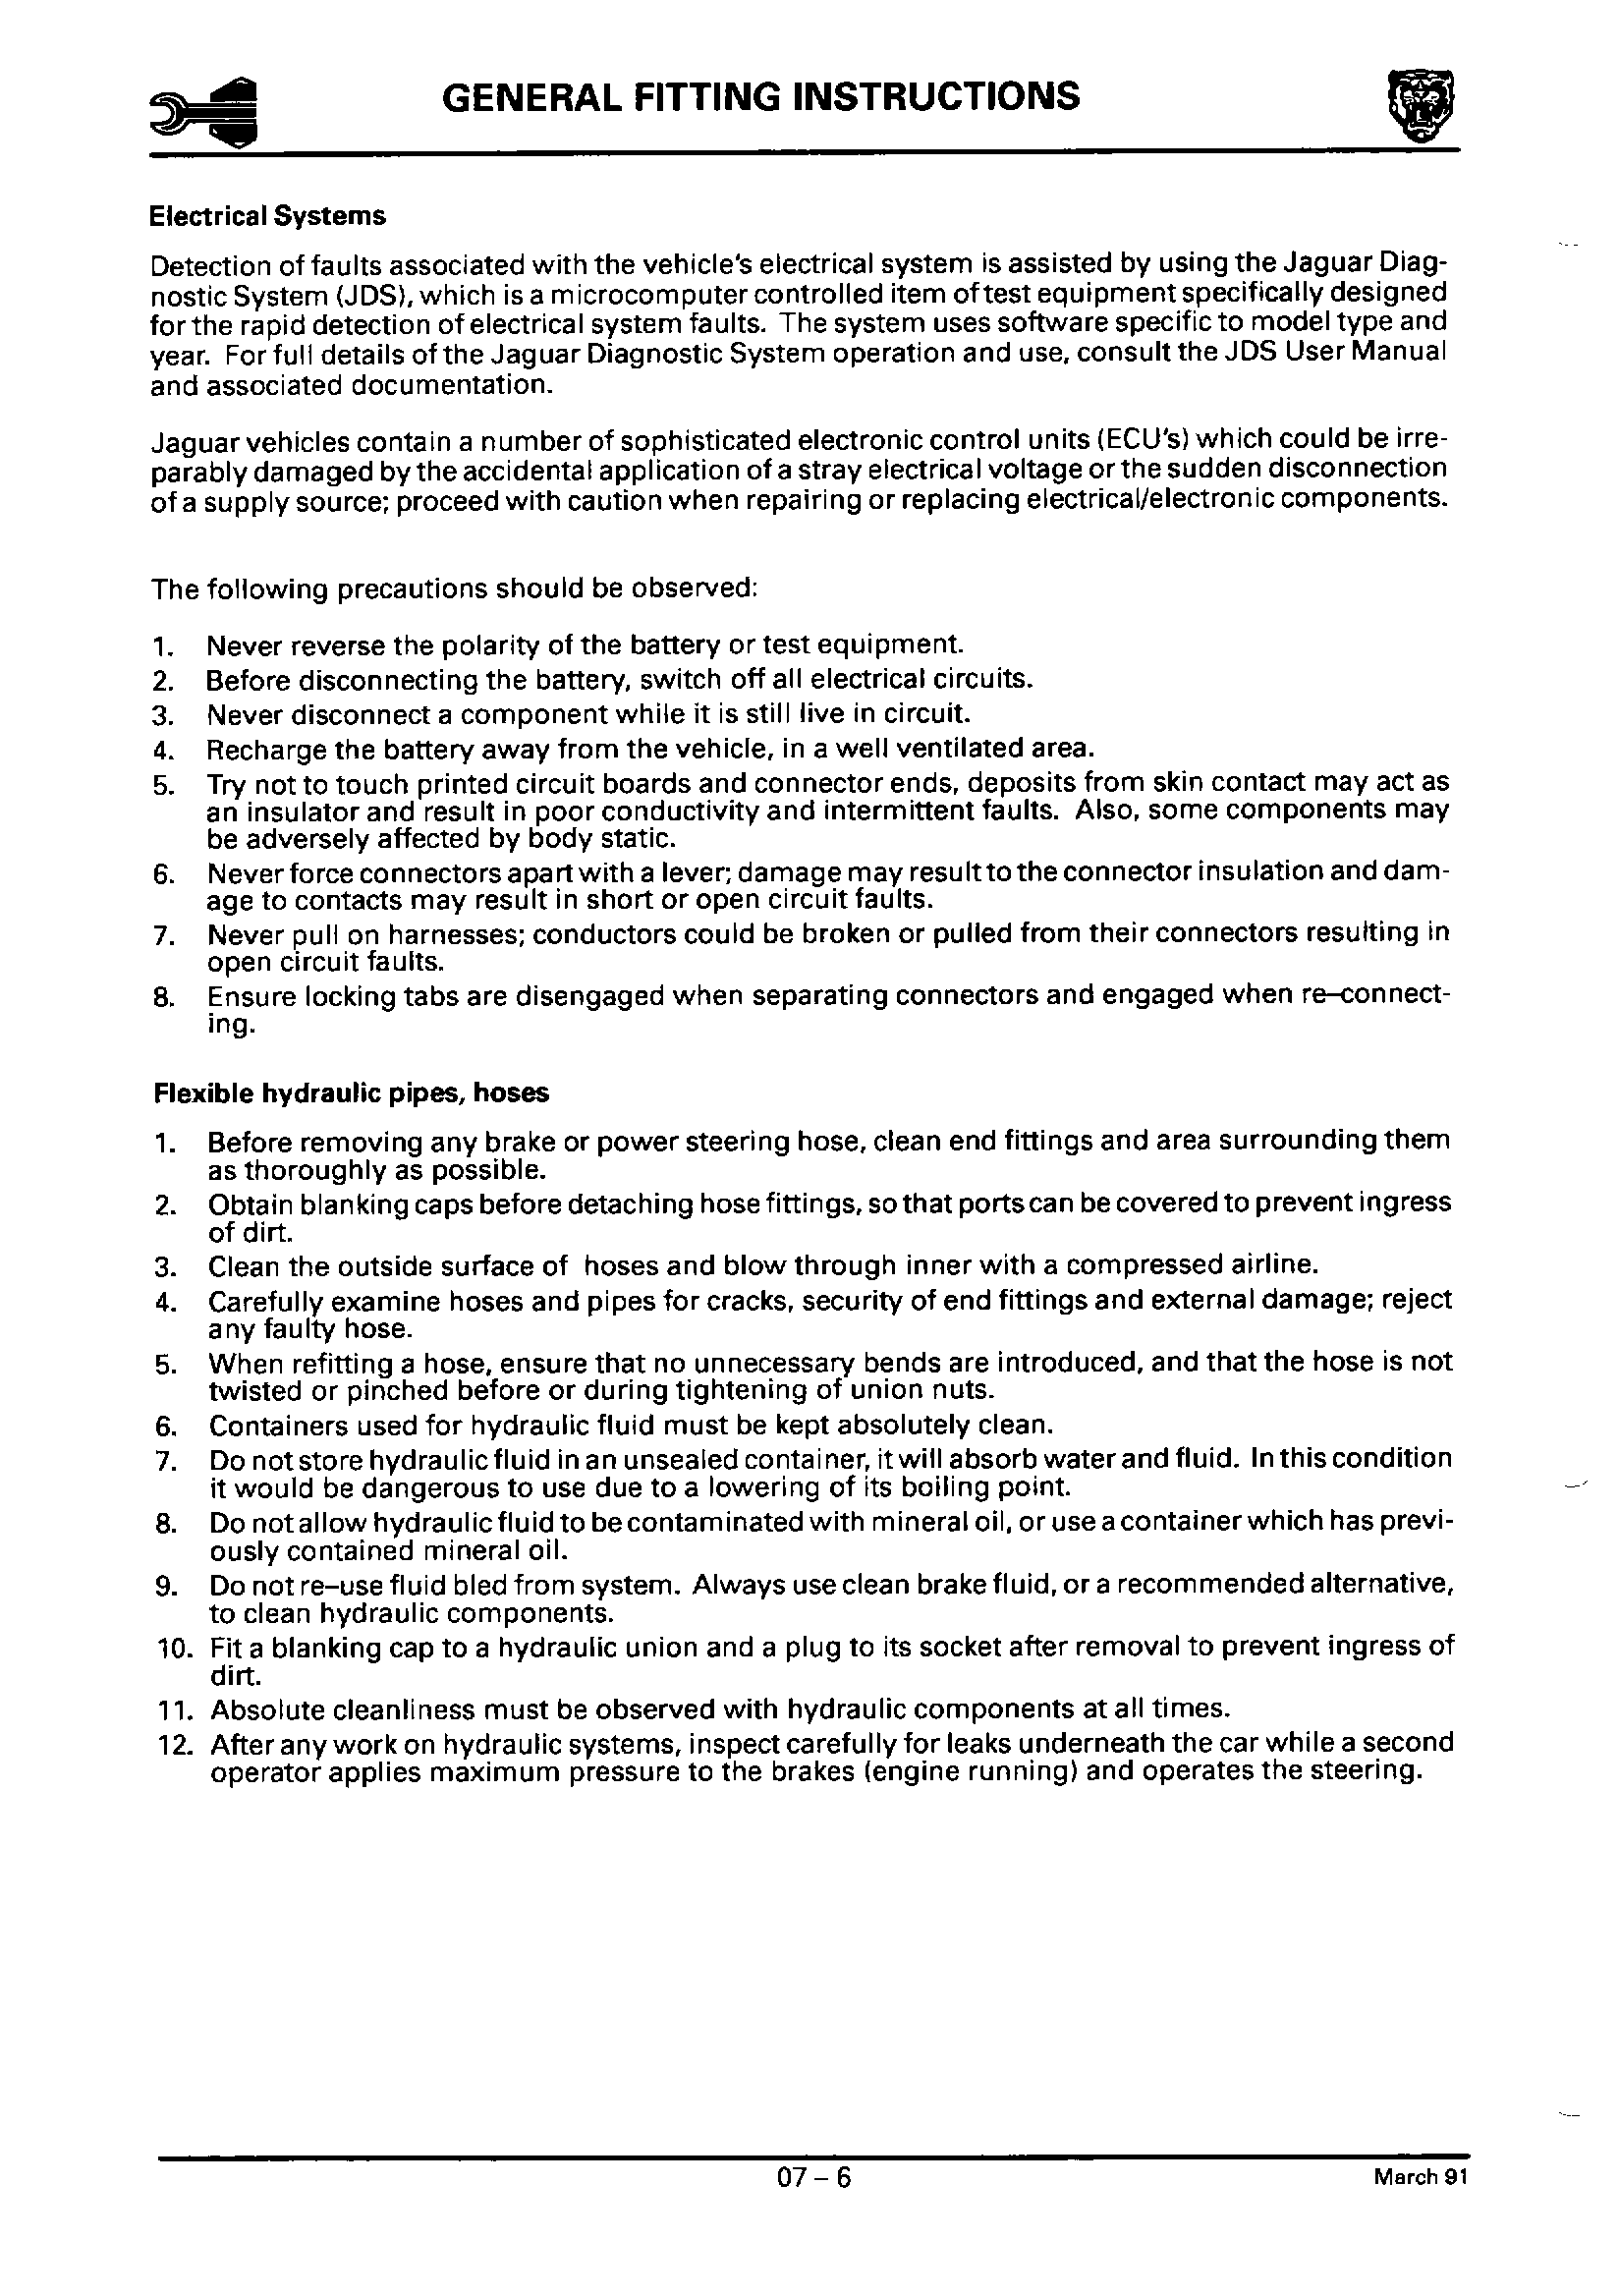 GENERAL FITTING INSTRUCTIONS
Electrical Systems
Detection of faults associated with the vehicle's electrical system is assisted by using the Jaguar Diag-
nostic System (JDS), which is a microcomputer controlled item of test equipment specifically designed
for the rapid detection of electrical system faults. The system uses software specific to model type and
year. For full details of the Jaguar Diagnostic System operation and use, consult the JDS User Manual
and associated documentation.
Jaguar vehicles contain a number of sophisticated electronic control units (ECU's) which could be irre-
parably damaged by the accidental application of a stray electrical voltage or the sudden disconnection
of a supply source; proceed with caution when repairing or replacing electrical/electronic components.
The following precautions should be observed:
1. Never reverse the polarity of the battery or test equipment.
2. Before disconnecting the battery, switch off all electrical circuits.
3. Never disconnect a component while it is still live in circuit.
4. Recharge the battery away from the vehicle, in a well ventilated area.
5. Try not to touch printed circuit boards and connector ends, deposits from skin contact may act as
an insulator and result in poor conductivity and intermittent faults. Also, some components may
be adversely affected by body static.
6. Never force connectors apart with a lever; damage may result to the connector insulation and dam-
age to contacts may result in short or open circuit faults.
7. Never pull on harnesses; conductors could be broken or pulled from their connectors resulting in
open circuit faults.
8. Ensure locking tabs are disengaged when separating connectors and engaged when re–connect-
ing.
Flexible hydraulic pipes, hoses
1. Before removing any brake or power steering hose, clean end fittings and area surrounding them
as thoroughly as possible.
2. Obtain blanking caps before detaching hose fittings, so that ports can be covered to prevent ingress
of dirt.
3. Clean the outside surface of hoses and blow through inner with a compressed airline.
4. Carefully examine hoses and pipes for cracks, security of end fittings and external damage; reject
any faulty hose.
5. When refitting a hose, ensure that no unnecessary bends are introduced, and that the hose is not
twisted or pinched before or during tightening of union nuts.
6. Containers used for hydraulic fluid must be kept absolutely clean.
7. Do not store hydraulic fluid in an unsealed container, it will absorb water and fluid. In this condition
it would be dangerous to use due to a lowering of its boiling point.
8. Do not allow hydraulic fluid to be contaminated with mineral oil, or use a container which has previ-
ously contained mineral oil.
9. Do not re–use fluid bled from system. Always use clean brake fluid, or a recommended alternative,
to clean hydraulic components.
10. Fit a blanking cap to a hydraulic union and a plug to its socket after removal to prevent ingress of
dirt.
11. Absolute cleanliness must be observed with hydraulic components at all times.
12. After any work on hydraulic systems, inspect carefully for leaks underneath the car while a second
operator applies maximum pressure to the brakes (engine running) and operates the steering.
07 – 6
March 91